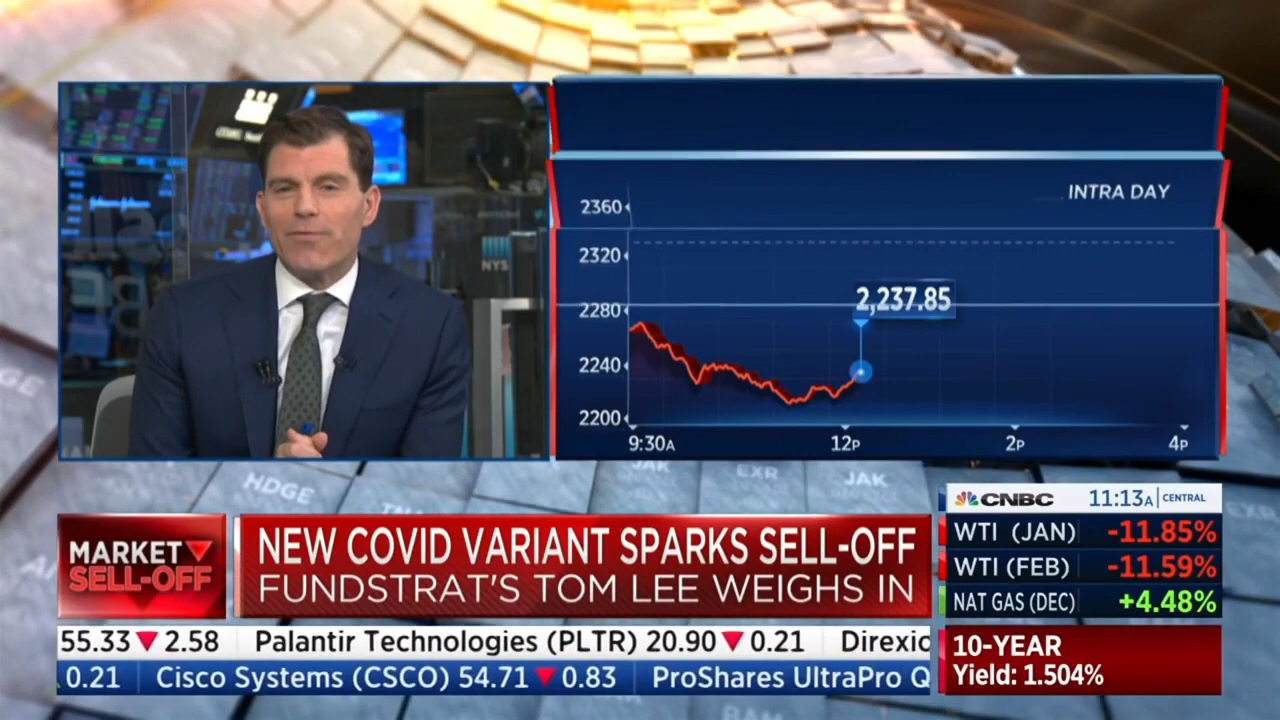 NYS
INTRA DAY
2360
2320
2280
2240
2200
2,237.85
9:30A
12P
2P
4P
HDGE
JAK
EXR
JAK
MARKET
SELL-OFF
NEW COVID VARIANT SPARKS SELL-OFF
FUNDSTRAT'S TOM LEE WEIGHS IN
CNBC 11:13A CENTRAL
WTI (JAN) -11.85%
WTI (FEB) -11.59%
NAT GAS (DEC) +4.48%
10-YEAR
Yield: 1.504%
55.33 ▼ 2.58 Palantir Technologies (PLTR) 20.90 ▼ 0.21 Direxic
0.21 Cisco Systems (CSCO) 54.71 ▼ 0.83 ProShares UltraPro Q